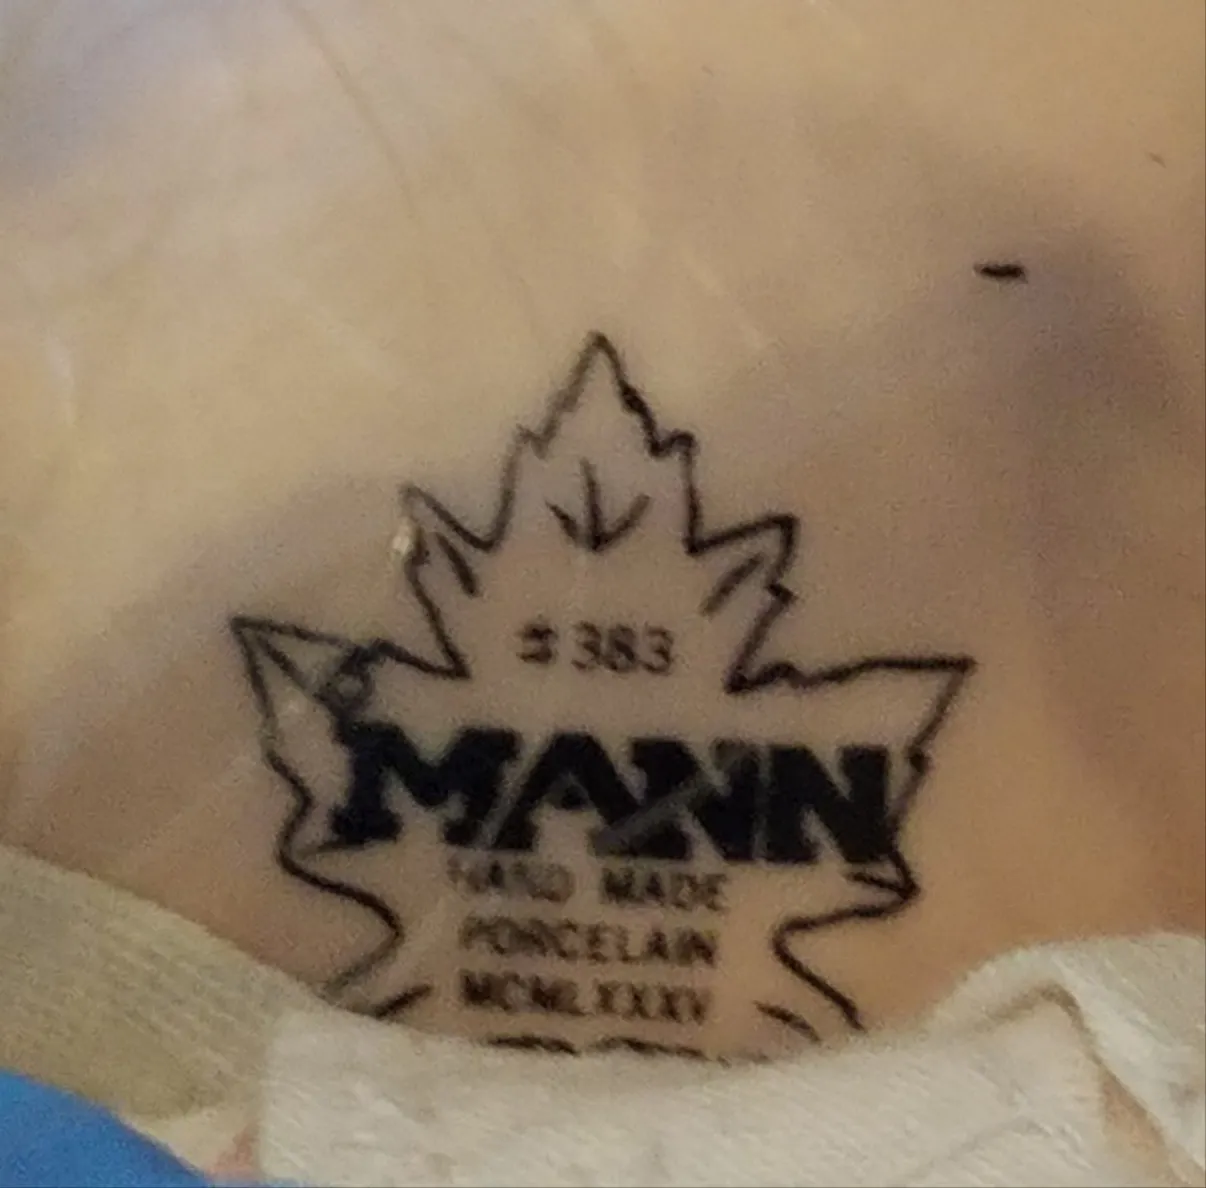 #383
MANN
HAND MADE
PORCELAIN
MCMLXXXV